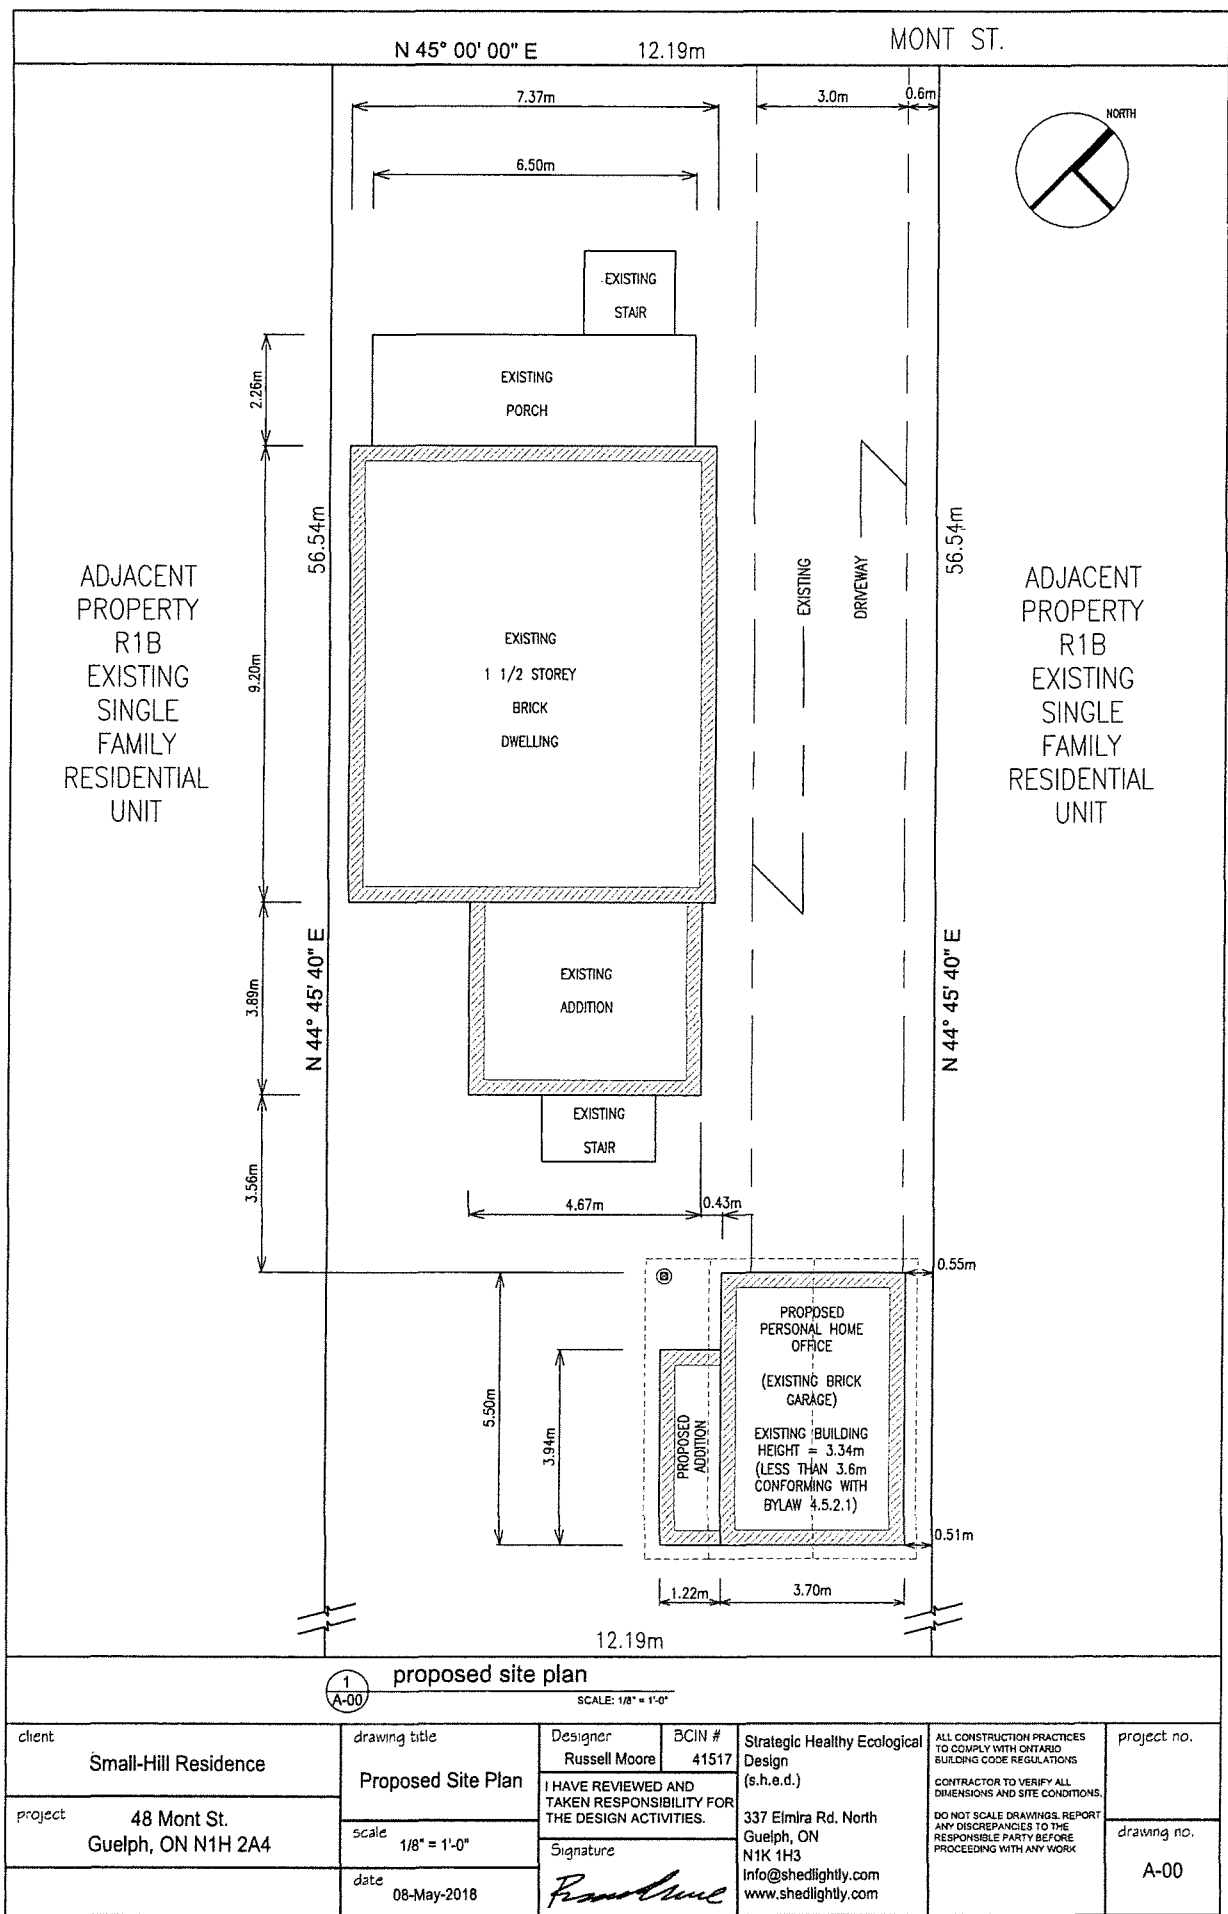 N 45° 00' 00" E
12.19m
MONT ST.
7.37m
3.0m
0.6m
NORTH
6.50m
EXISTING
STAIR
2.26m
EXISTING
PORCH
56.54m
56.54m
ADJACENT
PROPERTY
R1B
EXISTING
SINGLE
FAMILY
RESIDENTIAL
UNIT
9.20m
EXISTING
1 1/2 STOREY
BRICK
DWELLING
EXISTING
DRIVEWAY
ADJACENT
PROPERTY
R1B
EXISTING
SINGLE
FAMILY
RESIDENTIAL
UNIT
N 44° 45' 40" E
3.89m
EXISTING
ADDITION
N 44° 45' 40" E
EXISTING
STAIR
3.56m
4.67m
0.43m
0.55m
PROPOSED
PERSONAL HOME
OFFICE
(EXISTING BRICK
GARAGE)
EXISTING BUILDING
HEIGHT = 3.34m
(LESS THAN 3.6m
CONFORMING WITH
BYLAW 4.5.2.1)
5.50m
3.94m
PROPOSED
ADDITION
0.51m
1.22m
3.70m
12.19m
1
A-00
proposed site plan
SCALE: 1/8" = 1'-0"
client
Small-Hill Residence
project
48 Mont St.
Guelph, ON N1H 2A4
drawing title
Proposed Site Plan
scale
1/8" = 1'-0"
date
08-May-2018
Designer
Russell Moore
BCIN #
41517
I HAVE REVIEWED AND
TAKEN RESPONSIBILITY FOR
THE DESIGN ACTIVITIES.
Signature
Strategic Healthy Ecological
Design
(s.h.e.d.)
337 Elmira Rd. North
Guelph, ON
N1K 1H3
info@shedlightly.com
www.shedlightly.com
ALL CONSTRUCTION PRACTICES
TO COMPLY WITH ONTARIO
BUILDING CODE REGULATIONS
CONTRACTOR TO VERIFY ALL
DIMENSIONS AND SITE CONDITIONS.
DO NOT SCALE DRAWINGS. REPORT
ANY DISCREPANCIES TO THE
RESPONSIBLE PARTY BEFORE
PROCEEDING WITH ANY WORK
project no.
drawing no.
A-00